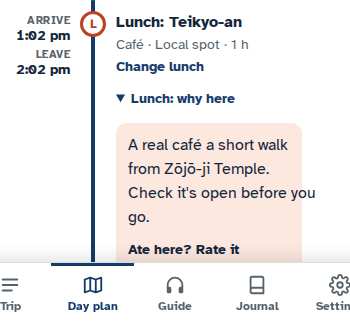 ARRIVE
1:02 pm
LEAVE
2:02 pm
L
Lunch: Teikyo-an
Café · Local spot · 1 h
Change lunch
▼ Lunch: why here
A real café a short walk
from Zōjō-ji Temple.
Check it's open before you
go.
Ate here? Rate it
Trip
Day plan
Guide
Journal
Settin